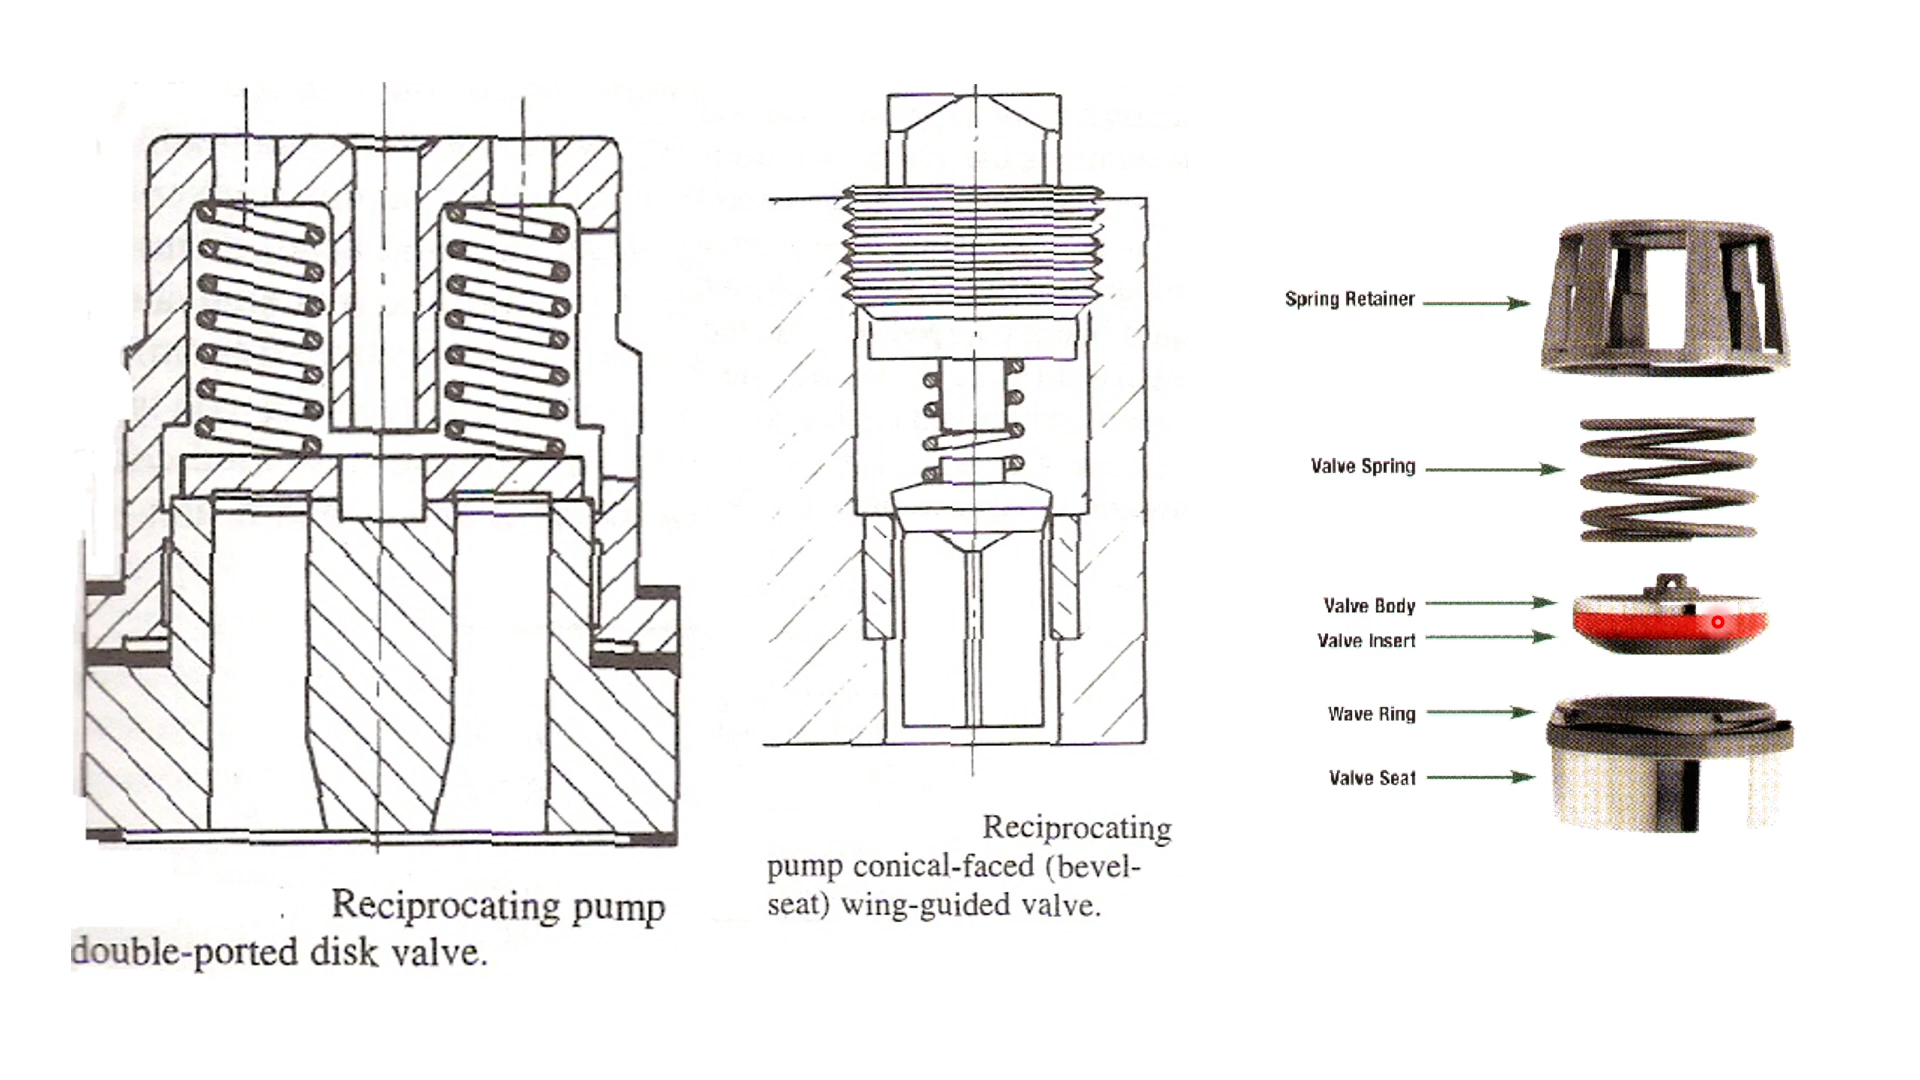 Reciprocating pump
double-ported disk valve.
Reciprocating
pump conical-faced (bevel-
seat) wing-guided valve.
Spring Retainer
Valve Spring
Valve Body
Valve Insert
Wave Ring
Valve Seat